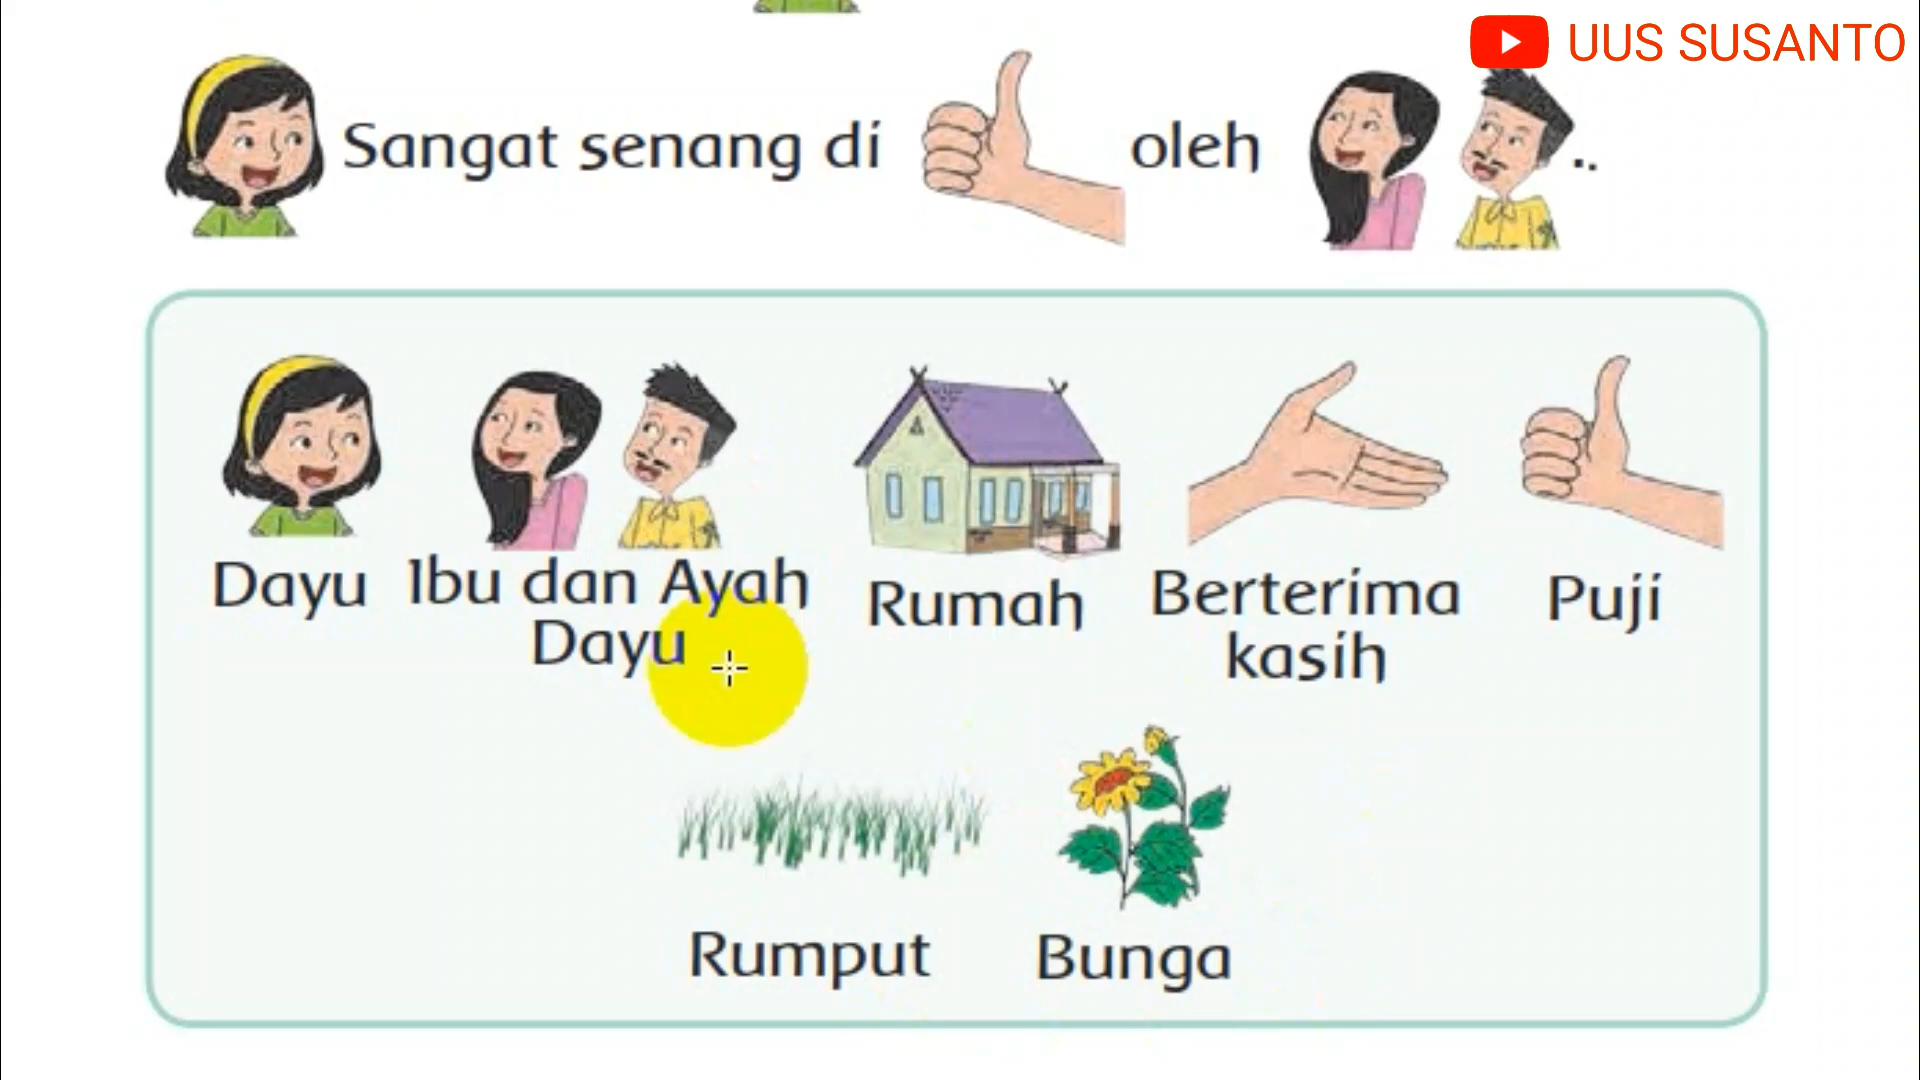 UUS SUSANTO
Sangat senang di oleh ..
Dayu
Ibu dan Ayah
Dayu
Rumah
Berterima
kasih
Puji
Rumput
Bunga